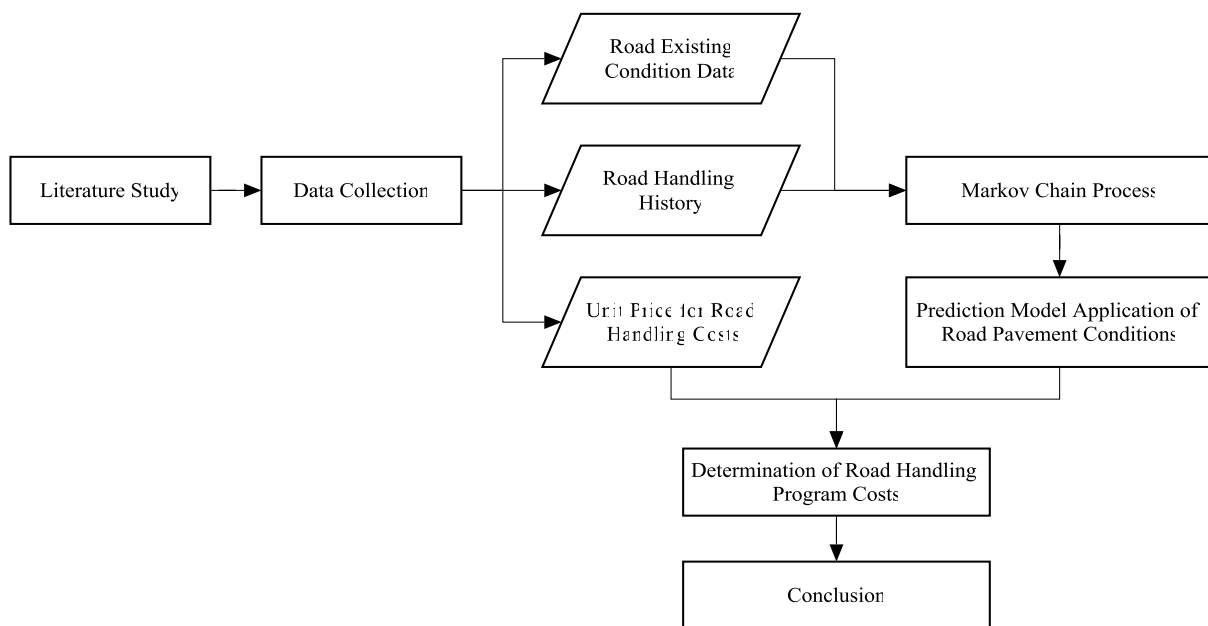 Literature Study
Data Collection
Road Existing
Condition Data
Road Handling
History
Unit Price for Road
Handling Costs
Markov Chain Process
Prediction Model Application of
Road Pavement Conditions
Determination of Road Handling
Program Costs
Conclusion